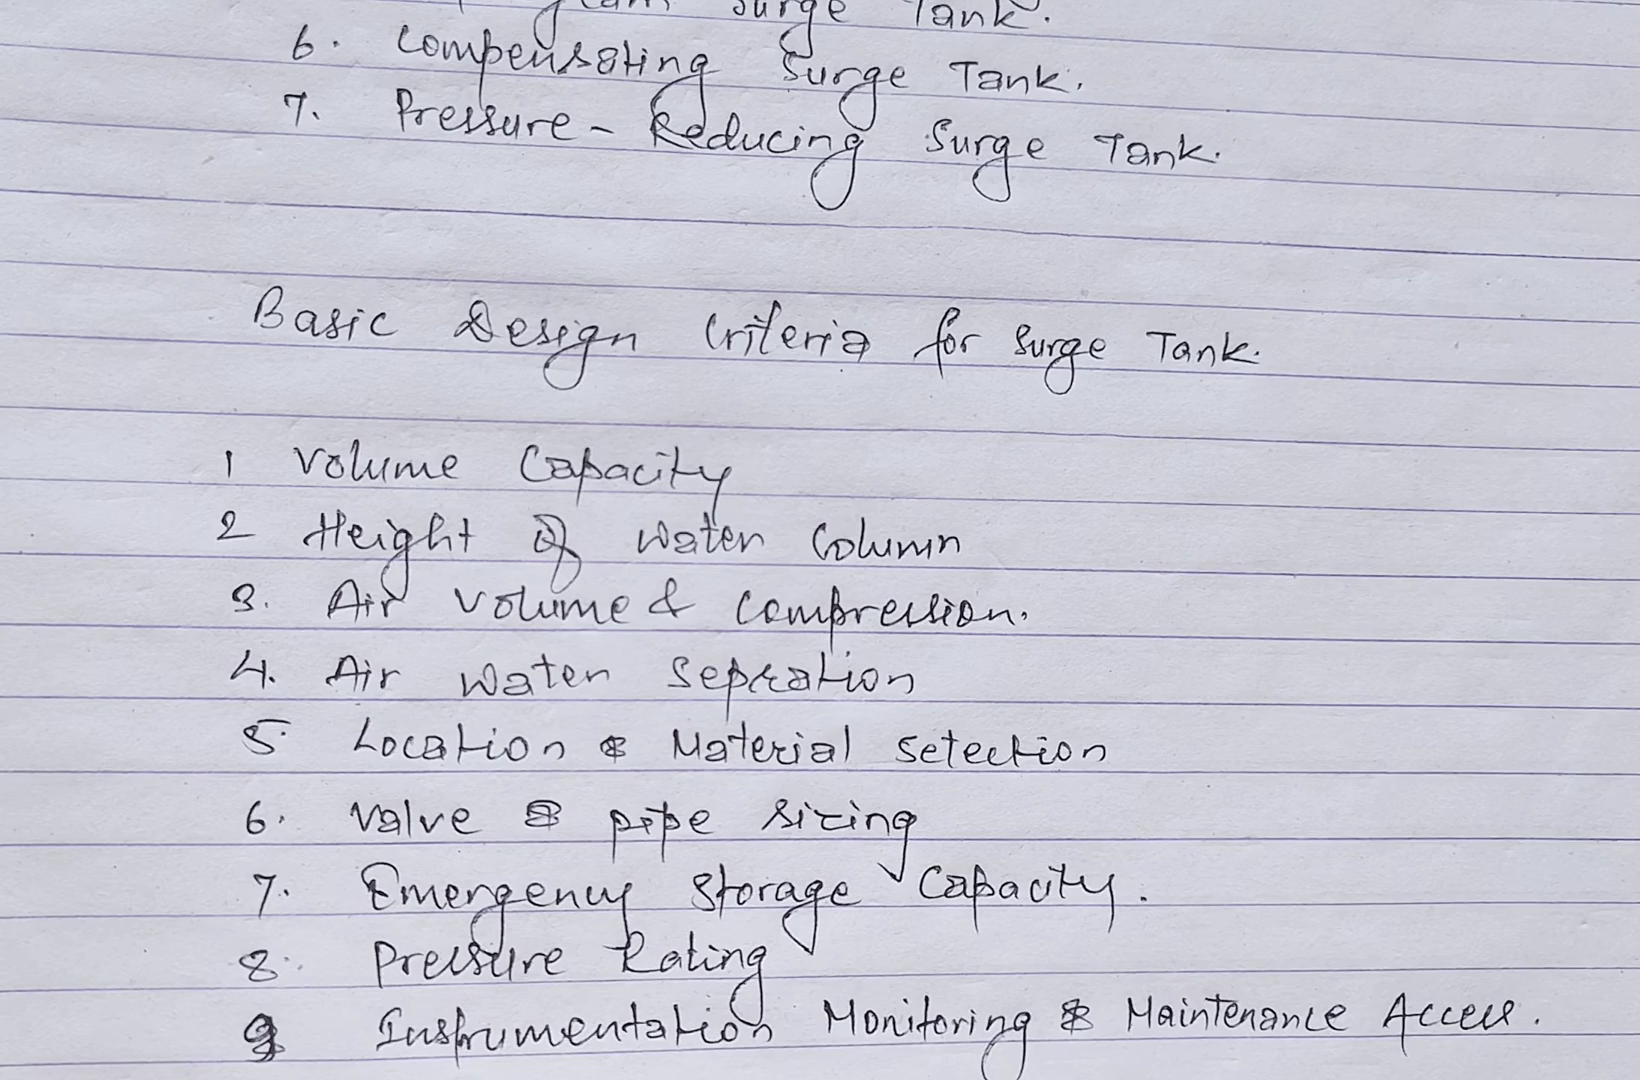 Surge Tank.
6. Compensating Surge Tank.
7. Pressure - Reducing Surge Tank.
Basic Design Criteria for Surge Tank.
1 Volume Capacity
2 Height of water Column
3. Air Volume & Compression.
4. Air water Sepration
5. Location & Material Setection
6. Valve & pipe sizing
7. Emergency Storage Capacity.
8. Pressure Rating
9 Instrumentation Monitoring & Maintenance Access.